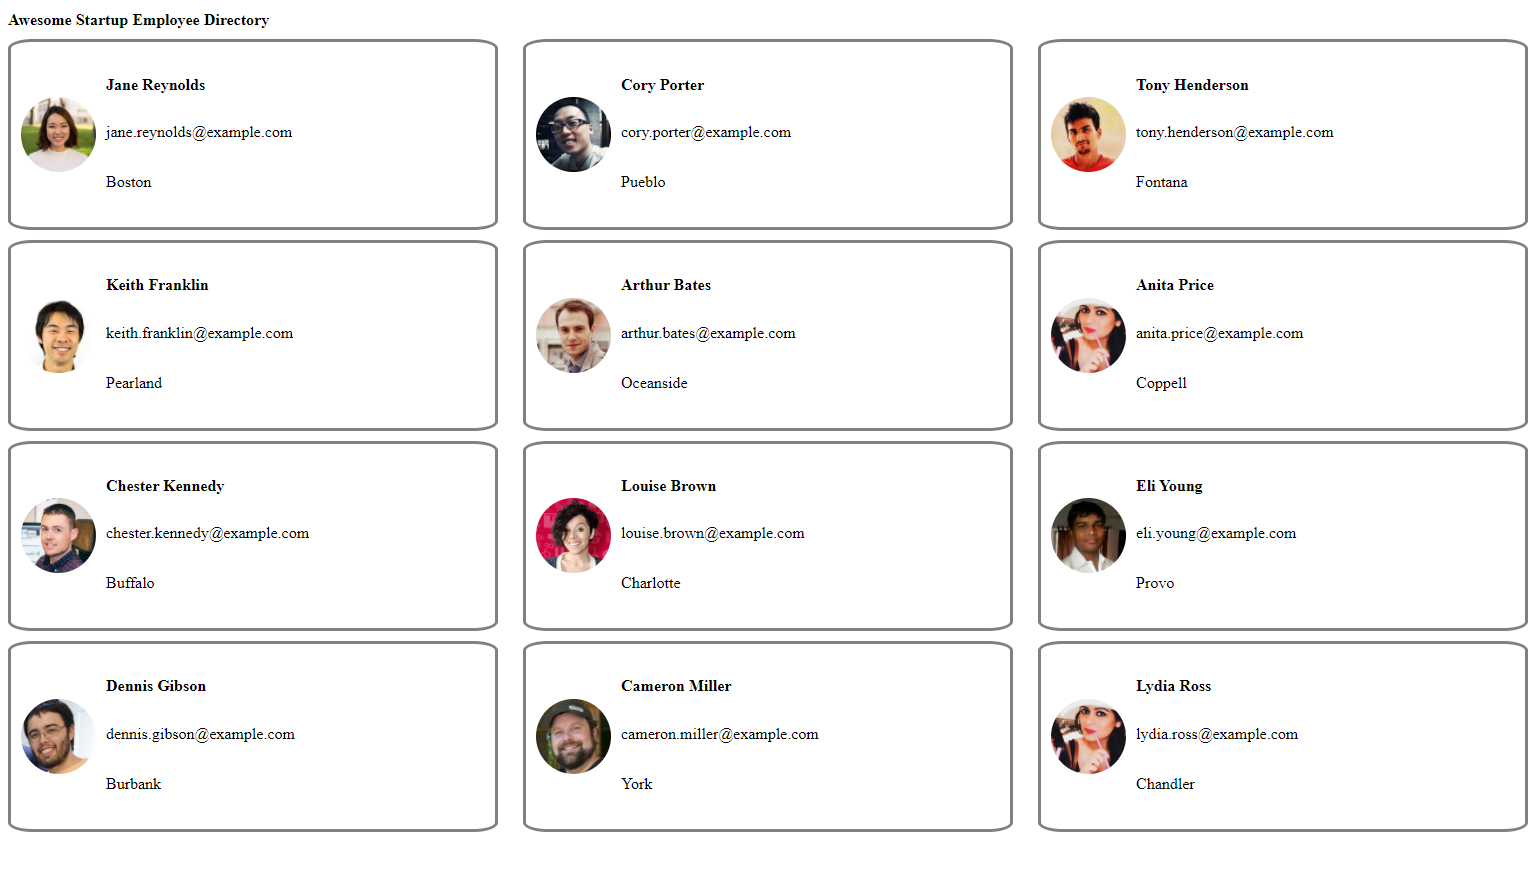 Awesome Startup Employee Directory
Jane Reynolds
jane.reynolds@example.com
Boston
Cory Porter
cory.porter@example.com
Pueblo
Tony Henderson
tony.henderson@example.com
Fontana
Keith Franklin
keith.franklin@example.com
Pearland
Arthur Bates
arthur.bates@example.com
Oceanside
Anita Price
anita.price@example.com
Coppell
Chester Kennedy
chester.kennedy@example.com
Buffalo
Louise Brown
louise.brown@example.com
Charlotte
Eli Young
eli.young@example.com
Provo
Dennis Gibson
dennis.gibson@example.com
Burbank
Cameron Miller
cameron.miller@example.com
York
Lydia Ross
lydia.ross@example.com
Chandler